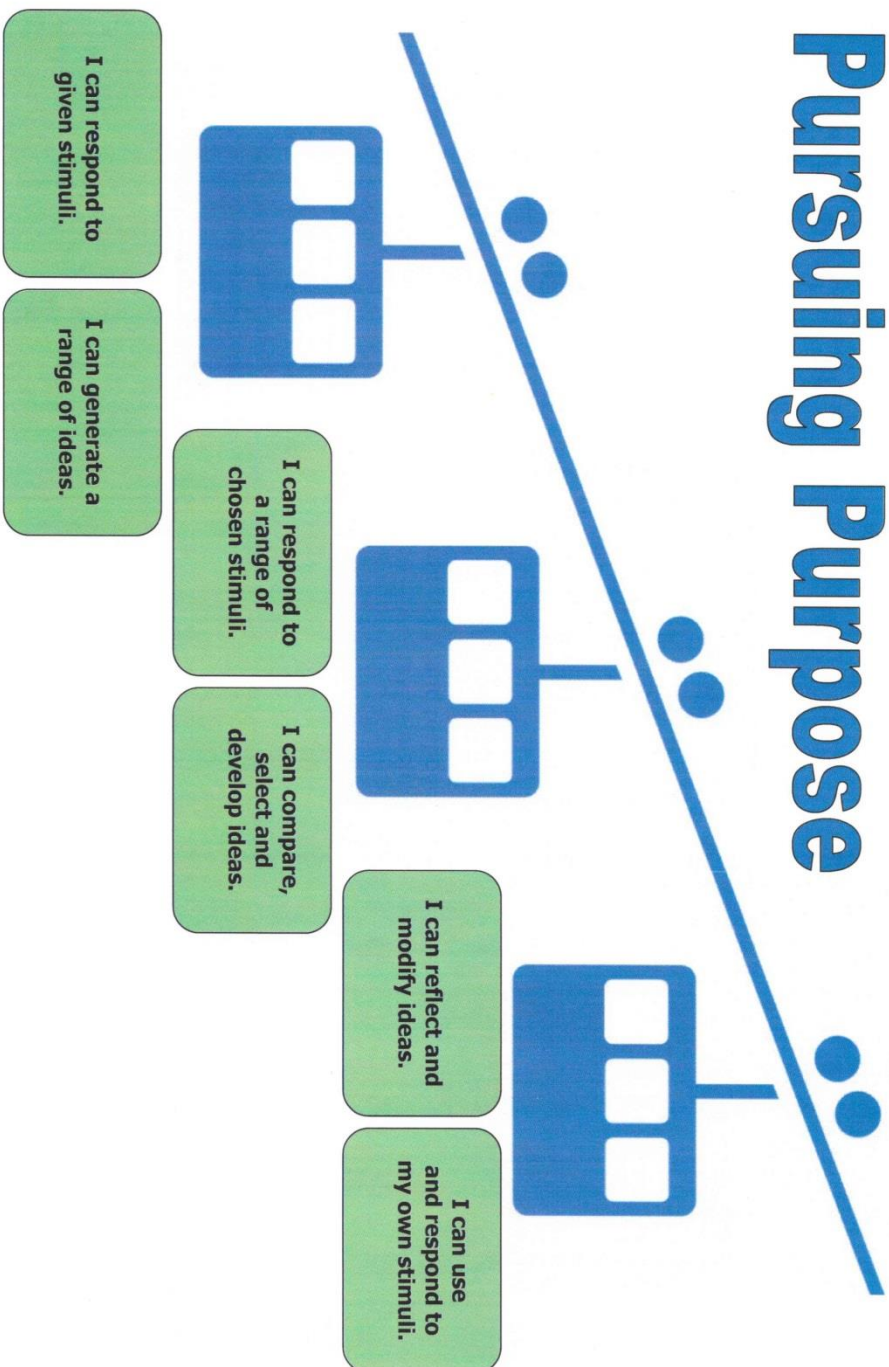 Pursuing Purpose
I can respond to
given stimuli.
I can generate a
range of ideas.
I can respond to
a range of
chosen stimuli.
I can compare,
select and
develop ideas.
I can reflect and
modify ideas.
I can use
and respond to
my own stimuli.